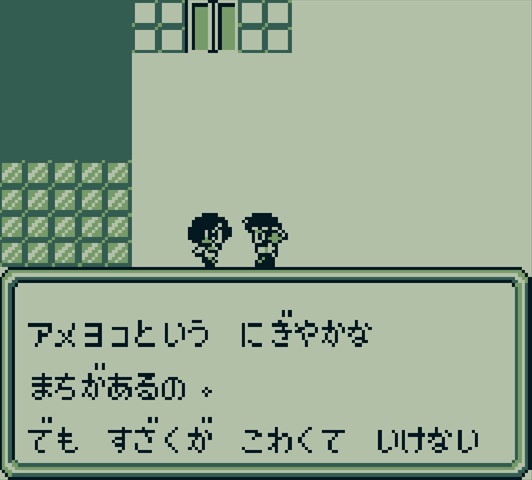 アメヨコという　にぎやかな
まちがあるの。
でも　すざくが　こわくて　いけない